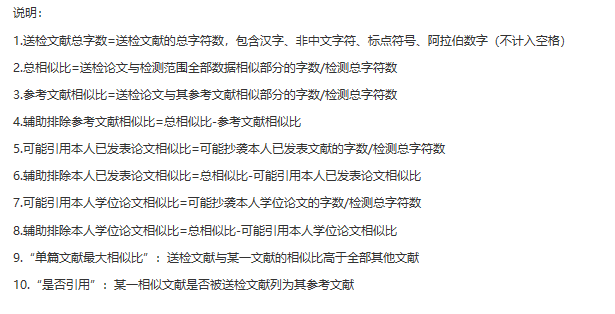 说明：
1.送检文献总字数=送检文献的总字符数，包含汉字、非中文字符、标点符号、阿拉伯数字（不计入空格）
2.总相似比=送检论文与检测范围全部数据相似部分的字数/检测总字符数
3.参考文献相似比=送检论文与其参考文献相似部分的字数/检测总字符数
4.辅助排除参考文献相似比=总相似比-参考文献相似比
5.可能引用本人已发表论文相似比=可能抄袭本人已发表文献的字数/检测总字符数
6.辅助排除本人已发表论文相似比=总相似比-可能引用本人已发表论文相似比
7.可能引用本人学位论文相似比=可能抄袭本人学位论文的字数/检测总字符数
8.辅助排除本人学位论文相似比=总相似比-可能引用本人学位论文相似比
9.“单篇文献最大相似比”：送检文献与某一文献的相似比高于全部其他文献
10.“是否引用”：某一相似文献是否被送检文献列为其参考文献